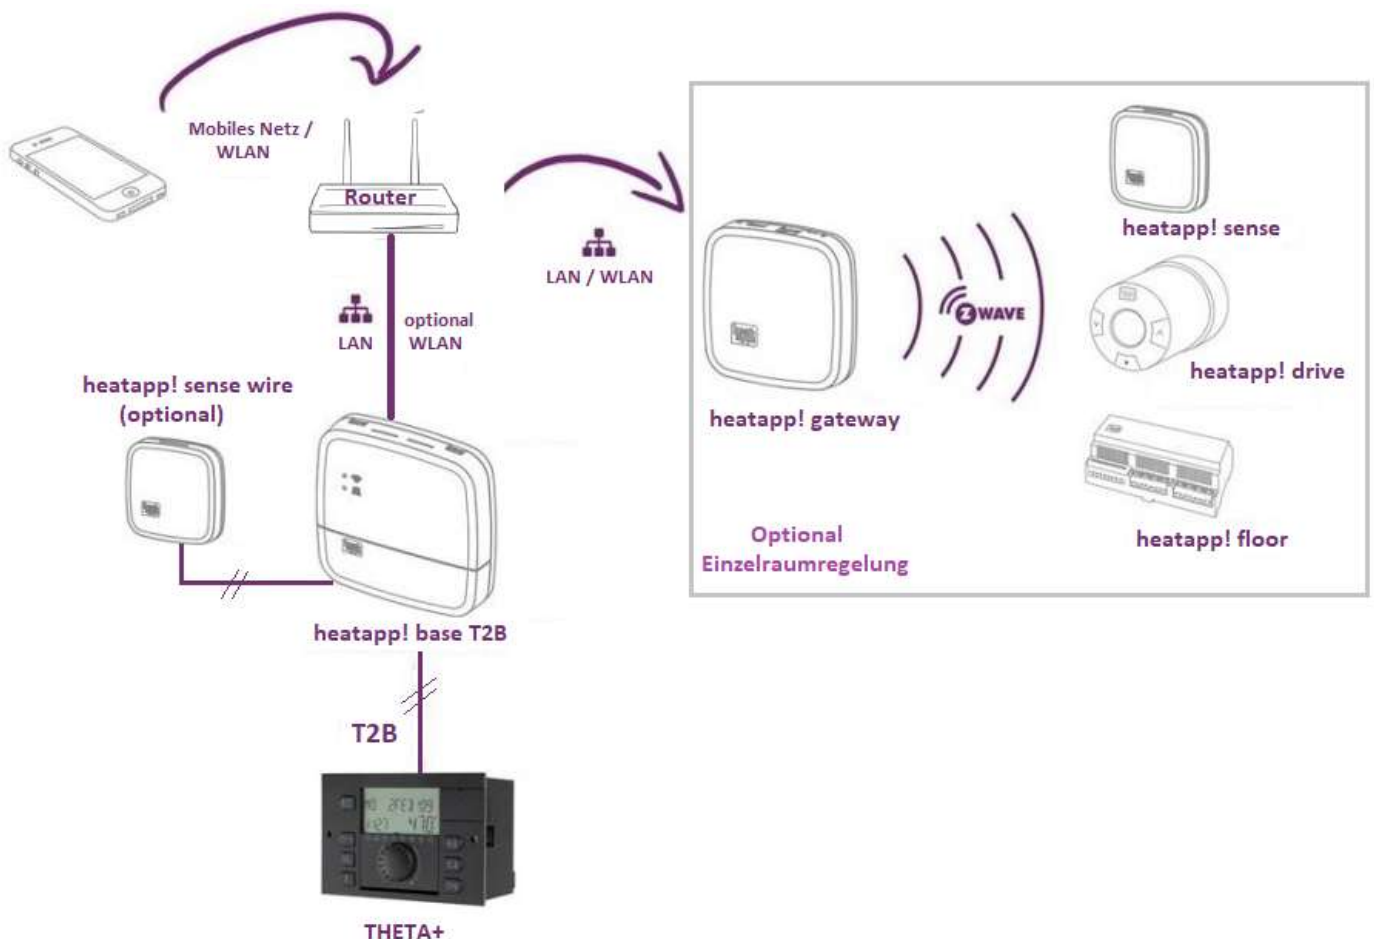 Mobiles Netz /
WLAN
Router
LAN
optional
WLAN
LAN / WLAN
heatapp! sense wire
(optional)
heatapp! base T2B
T2B
THETA+
heatapp! gateway
Z WAVE
heatapp! sense
heatapp! drive
heatapp! floor
Optional
Einzelraumregelung